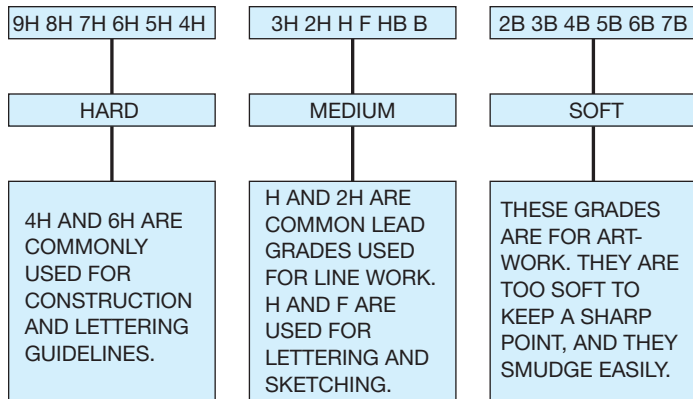 9H 8H 7H 6H 5H 4H
HARD
4H AND 6H ARE
COMMONLY
USED FOR
CONSTRUCTION
AND LETTERING
GUIDELINES.
3H 2H H F HB B
MEDIUM
H AND 2H ARE
COMMON LEAD
GRADES USED
FOR LINE WORK.
H AND F ARE
USED FOR
LETTERING AND
SKETCHING.
2B 3B 4B 5B 6B 7B
SOFT
THESE GRADES
ARE FOR ART-
WORK. THEY ARE
TOO SOFT TO
KEEP A SHARP
POINT, AND THEY
SMUDGE EASILY.